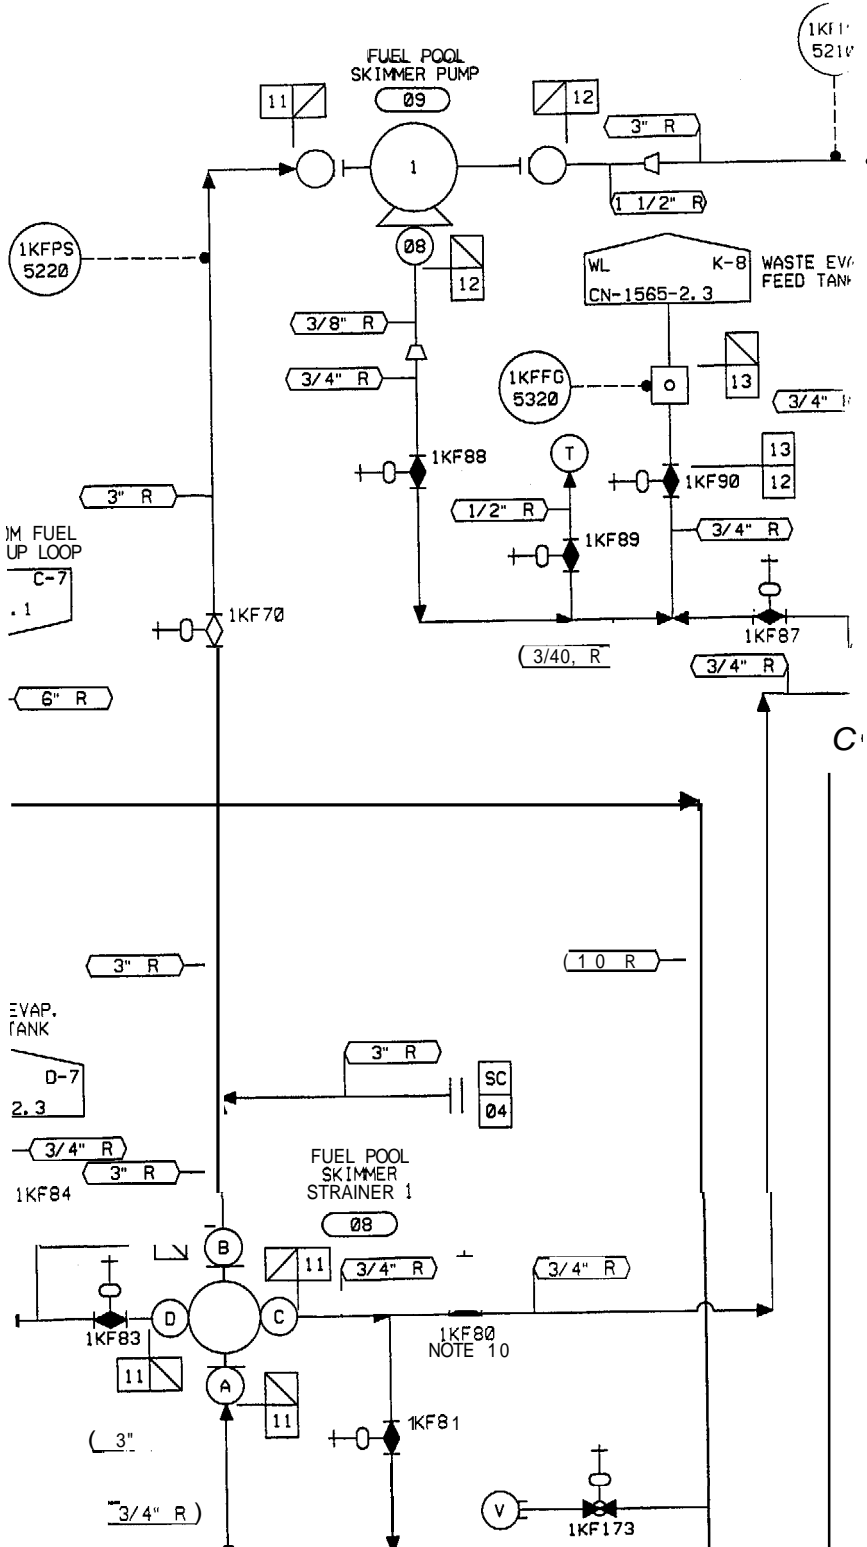 5210
FUEL POOL
SKIMMER PUMP
09
11
12
3" R
1
1 1/2" R
1KFPS
5220
08
12
WL K-8
CN-1565-2.3
WASTE
FEED
3/8" R
3/4" R
1KFFG
5320
13
3/4"
T
1KF88
13
12
1KF90
3" R
1/2" R
1KF89
3/4" R
FUEL
UP LOOP
C-7
.1
1KF70
1KF87
3/40, R
3/4" R
6" R
C
3" R
10 R
EVAP.
TANK
3" R
SC
04
D-7
2.3
3/4" R
3" R
FUEL POOL
SKIMMER
STRAINER 1
1KF84
08
B
11
3/4" R
3/4" R
D
C
1KF83
1KF80
NOTE 10
11
A
11
1KF81
3"
3/4" R
V
1KF173